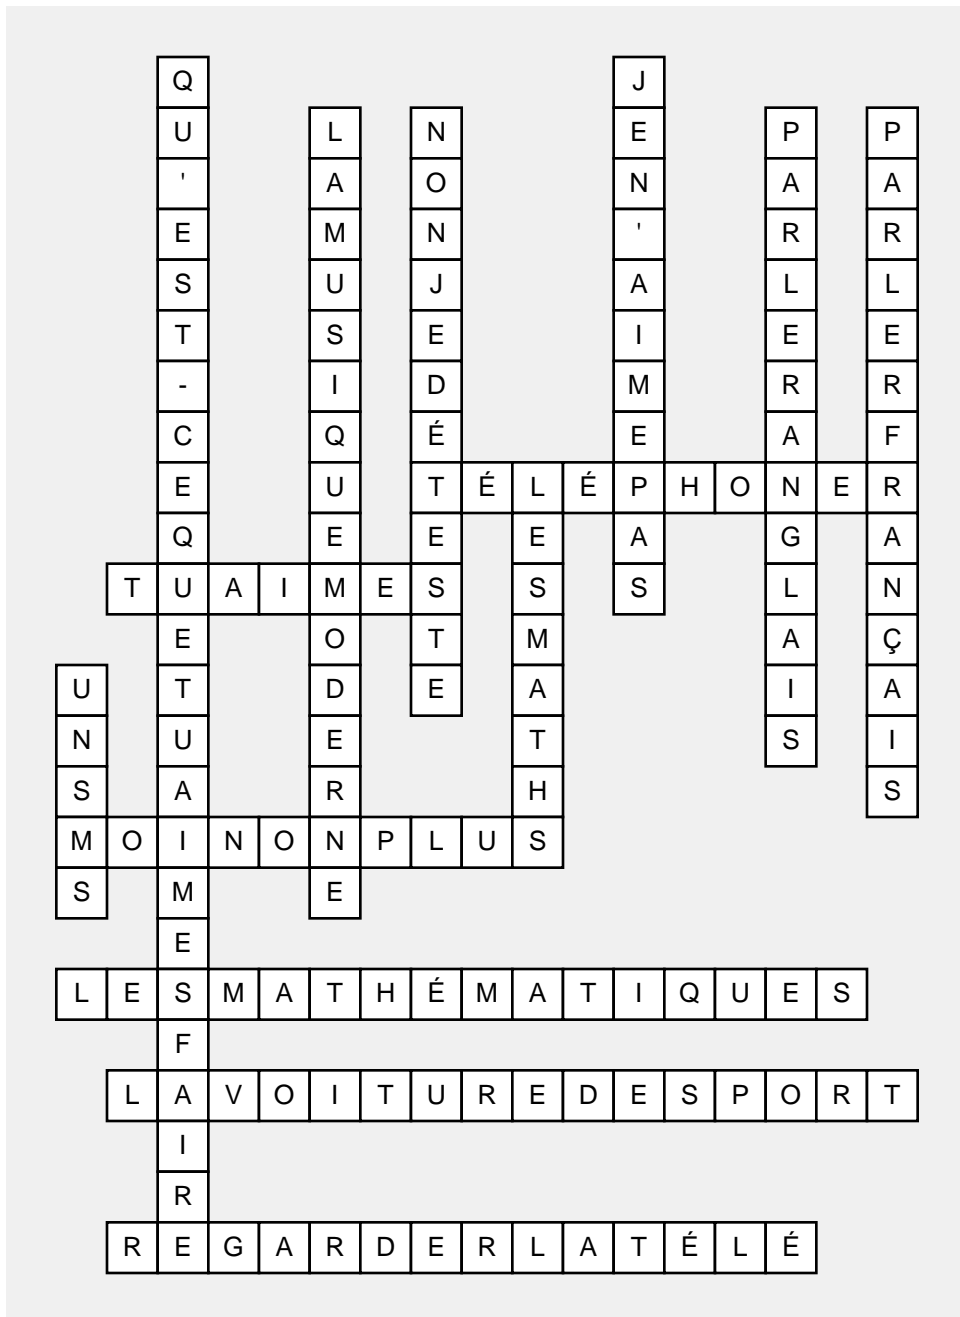 QU'EST-CEQUETUAIMESFAIRE
JEN'AIMEPAS
LAMUSIQUEMODERNE
NONJEDÉTESTE
PARLERANGLAIS
PARLERFRANÇAIS
TÉLÉPHONER
LESMATHS
TUAIMES
UNSMS
MOINONPLUS
LESMATHÉMATIQUES
LAVOITUREDESPORT
REGARDERLATÉLÉ